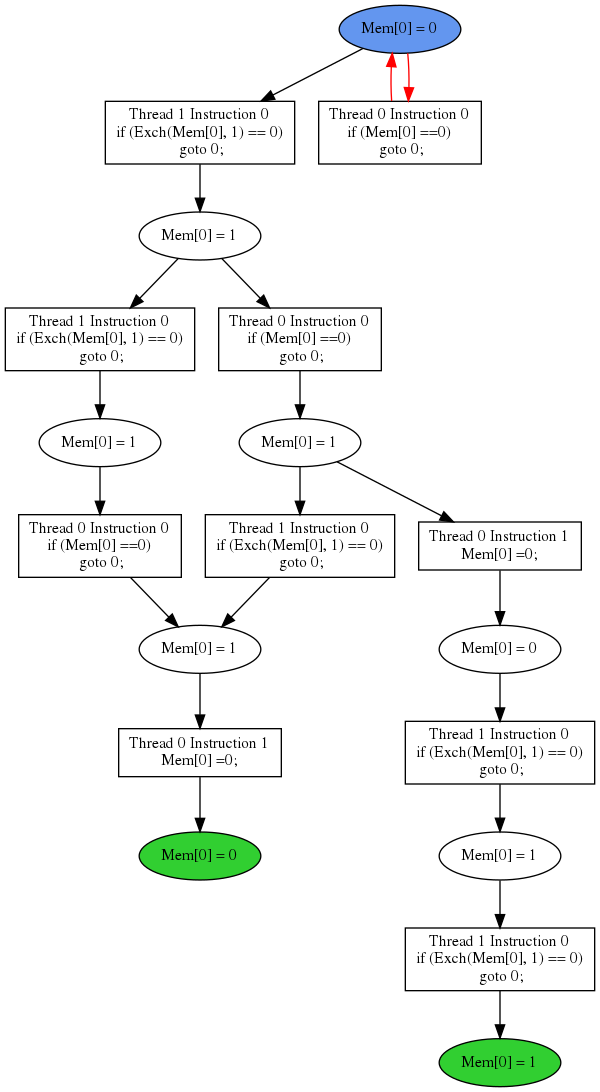 Mem[0] = 0
Thread 1 Instruction 0
if (Exch(Mem[0], 1) == 0)
goto 0;
Thread 0 Instruction 0
if (Mem[0] ==0)
goto 0;
Mem[0] = 1
Thread 1 Instruction 0
if (Exch(Mem[0], 1) == 0)
goto 0;
Thread 0 Instruction 0
if (Mem[0] ==0)
goto 0;
Mem[0] = 1
Mem[0] = 1
Thread 0 Instruction 0
if (Mem[0] ==0)
goto 0;
Thread 1 Instruction 0
if (Exch(Mem[0], 1) == 0)
goto 0;
Thread 0 Instruction 1
Mem[0] =0;
Mem[0] = 1
Mem[0] = 0
Thread 0 Instruction 1
Mem[0] =0;
Thread 1 Instruction 0
if (Exch(Mem[0], 1) == 0)
goto 0;
Mem[0] = 0
Mem[0] = 1
Thread 1 Instruction 0
if (Exch(Mem[0], 1) == 0)
goto 0;
Mem[0] = 1